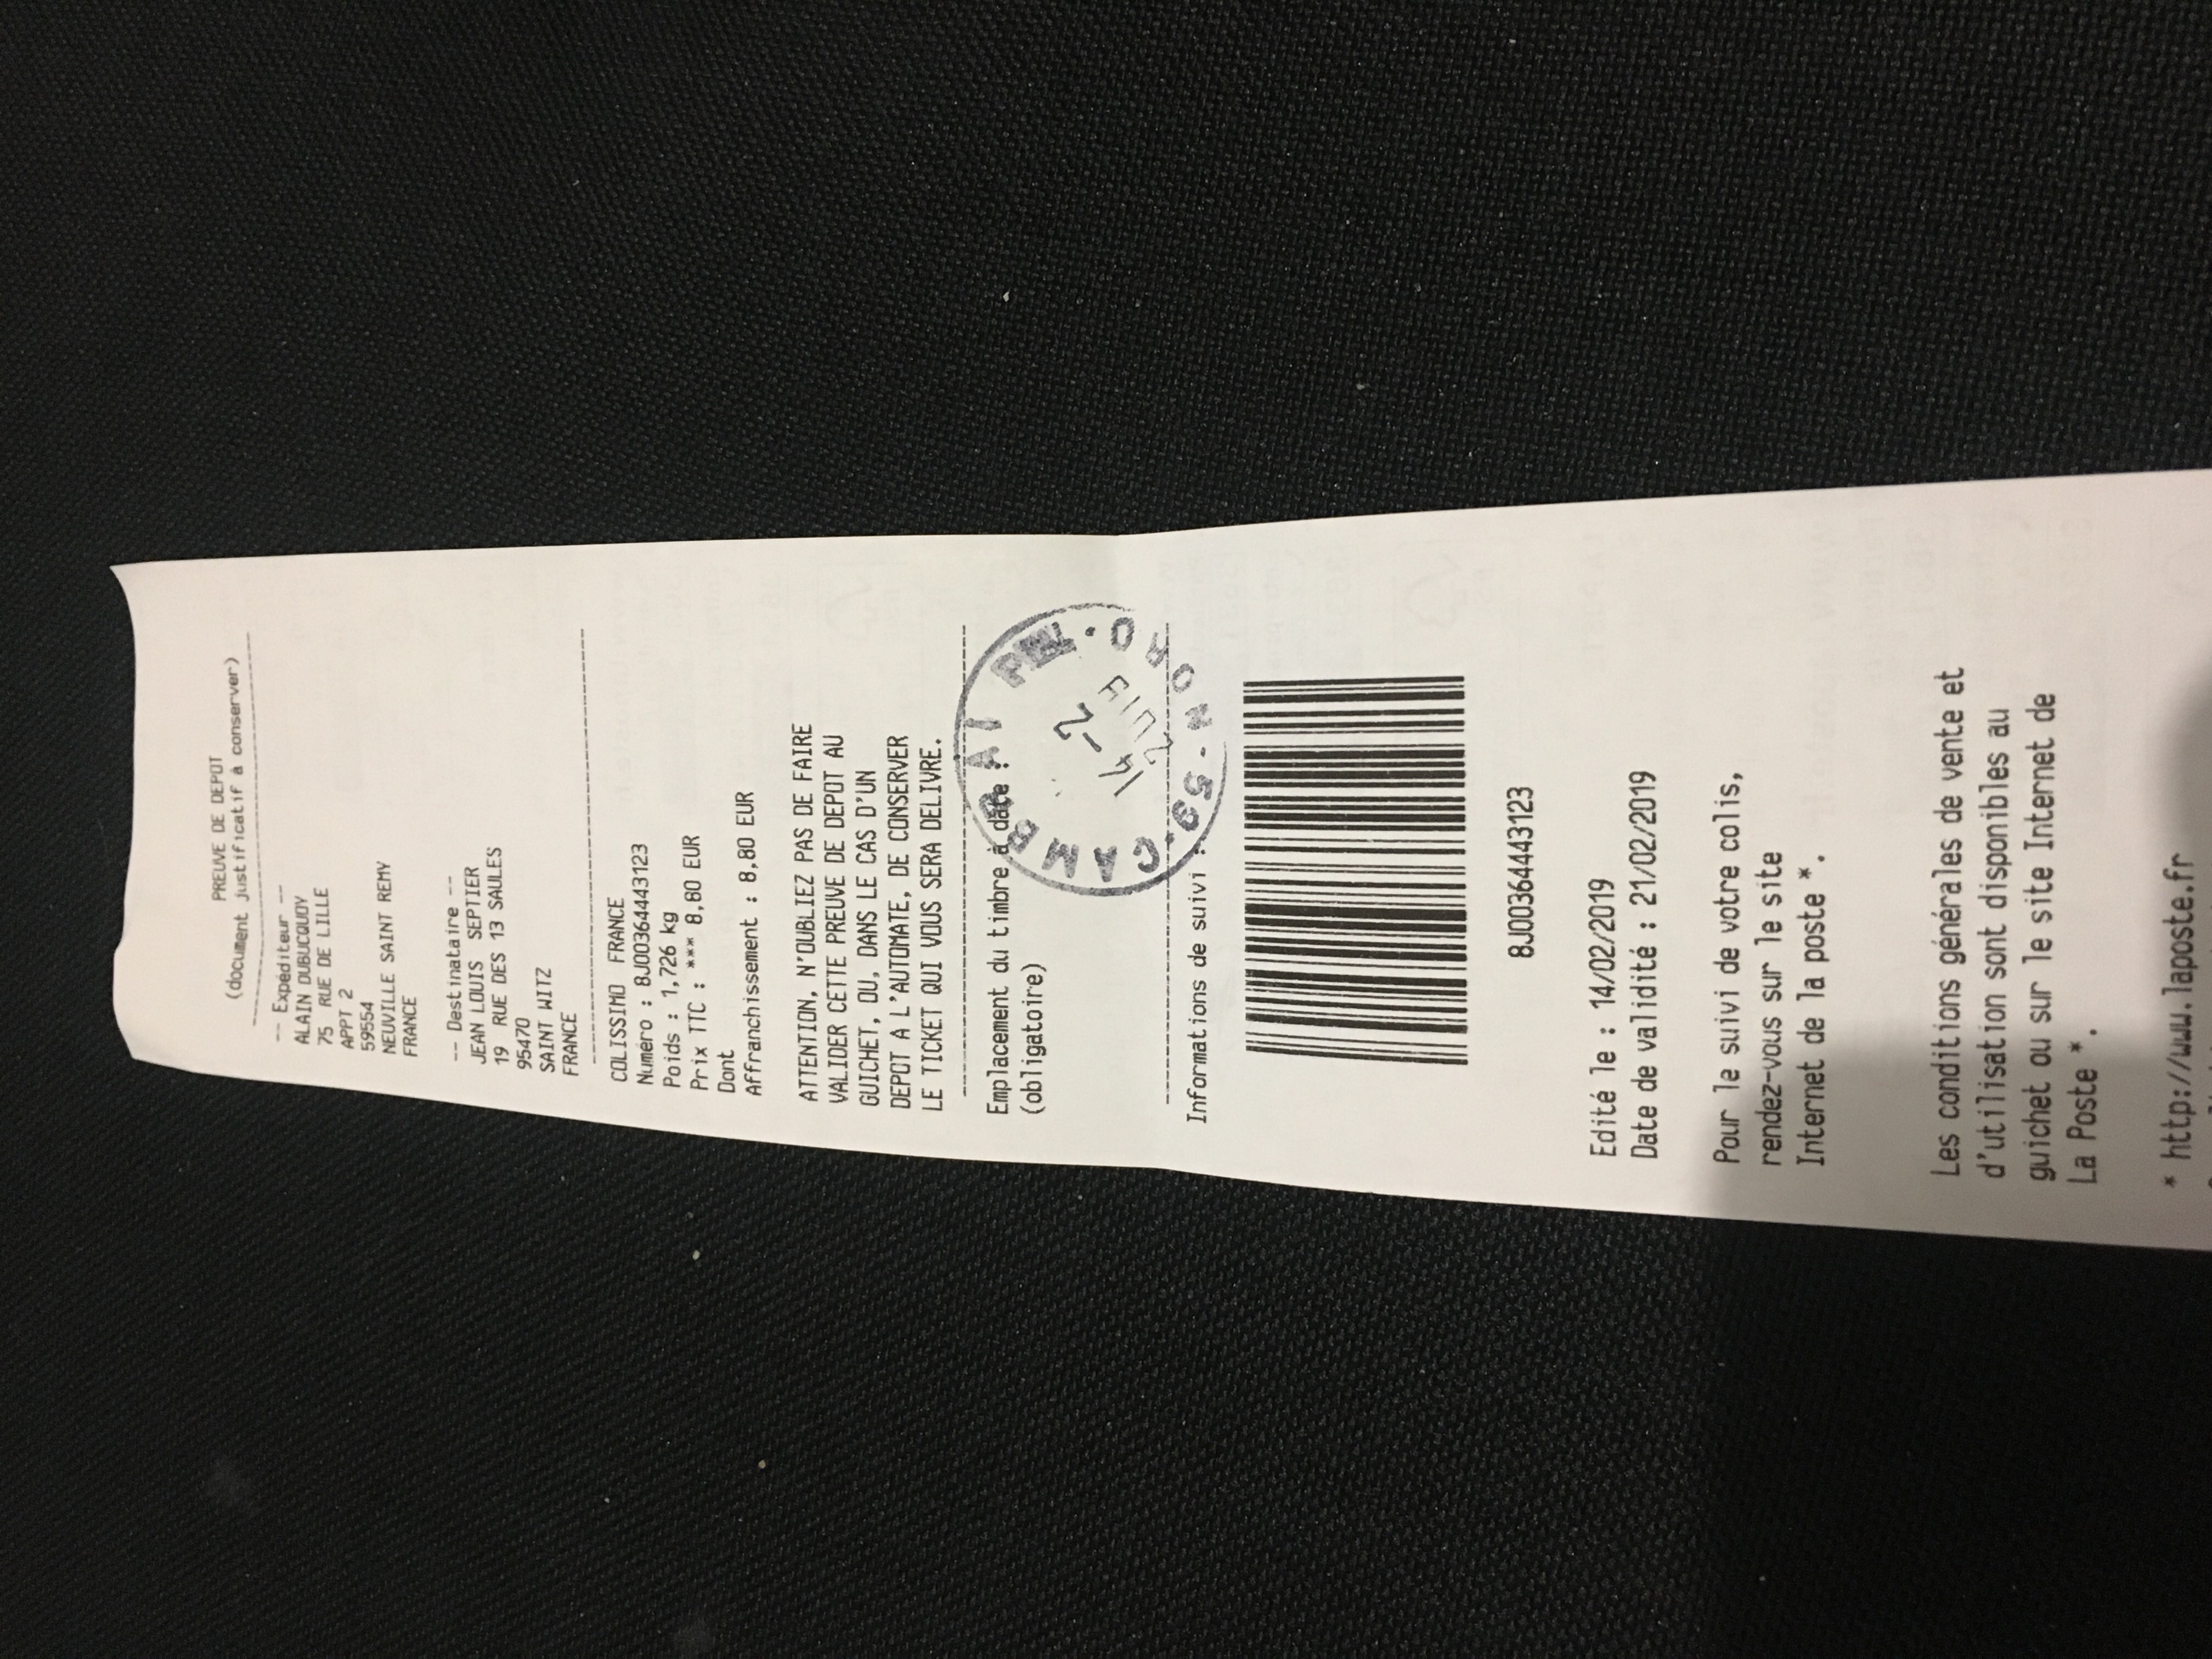 PREUVE DE DEPOT
(document justificatif à conserver)
-- Expéditeur --
ALAIN DUBUCQUOY
75 RUE DE LILLE
APPT 2
59554
NEUVILLE SAINT REMY
FRANCE
-- Destinataire --
JEAN LOUIS SEPTIER
19 RUE DES 13 SAULES
95470
SAINT WITZ
FRANCE
COLISSIMO FRANCE
Numéro : 8J00364443123
Poids : 1,726 kg
Prix TTC : *** 8,80 EUR
Dont
Affranchissement : 8,80 EUR
ATTENTION, N'OUBLIEZ PAS DE FAIRE
VALIDER CETTE PREUVE DE DEPOT AU
GUICHET, OU, DANS LE CAS D'UN
DEPOT A L'AUTOMATE, DE CONSERVER
LE TICKET QUI VOUS SERA DELIVRE.
Emplacement du timbre à date :
(obligatoire)
CAMBRAI
14 -2
59 - NORD
Informations de suivi :
8J00364443123
Edité le : 14/02/2019
Date de validité : 21/02/2019
Pour le suivi de votre colis,
rendez-vous sur le site
Internet de la poste *.
Les conditions générales de vente et
d'utilisation sont disponibles au
guichet ou sur le site Internet de
La Poste *.
* http://www.laposte.fr